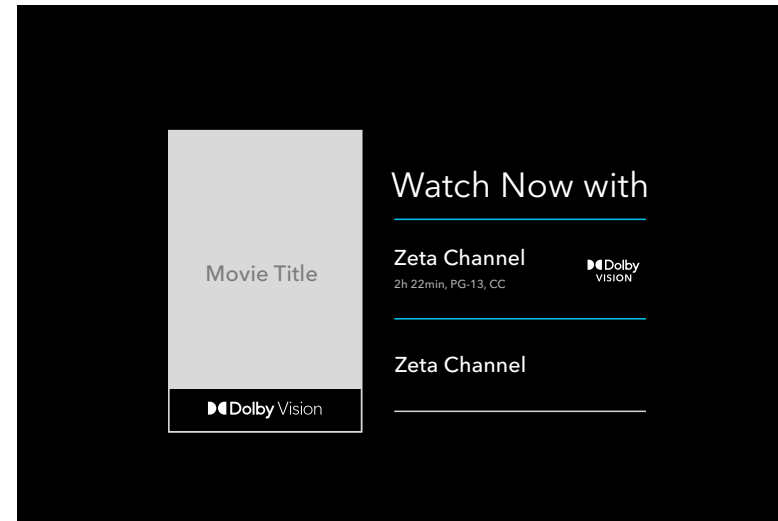 Movie Title
Dolby Vision
Watch Now with
Zeta Channel
2h 22min, PG-13, CC
Dolby
VISION
Zeta Channel